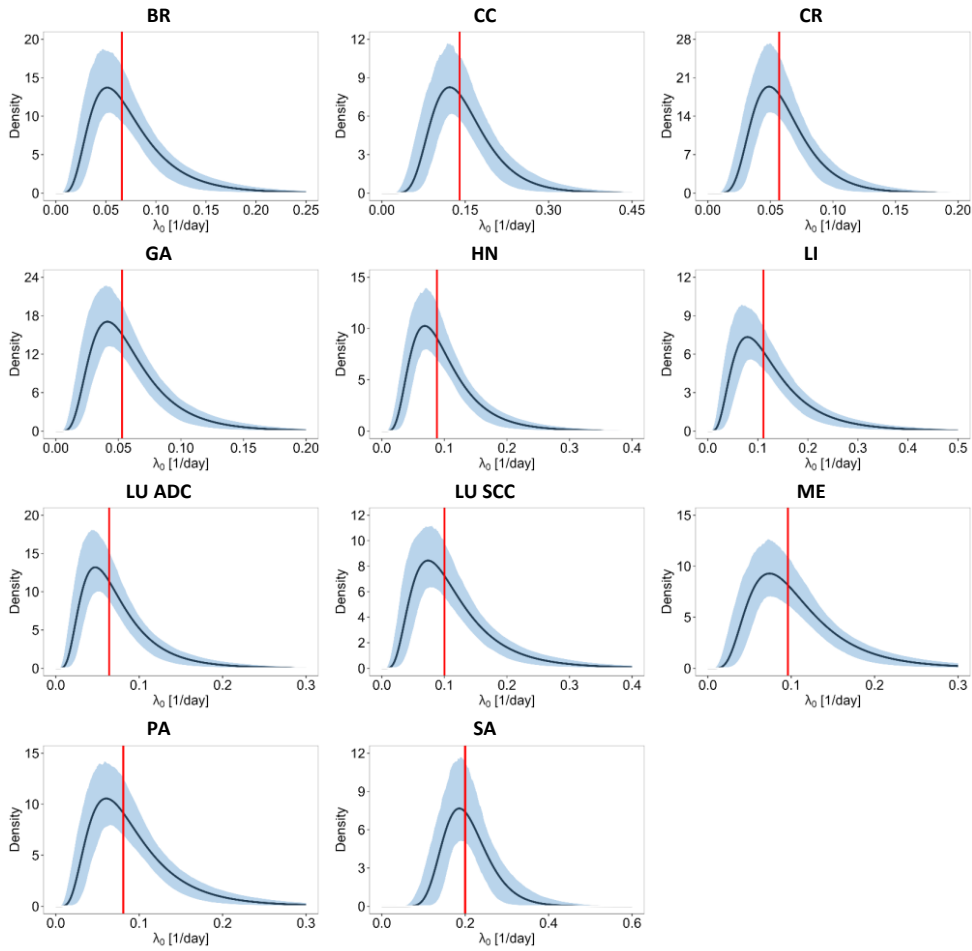 BR CC CR
20 12 28
15 9 21
Density 10 Density 6 Density 14
5 3 7
0 0 0
0.00 0.05 0.10 0.15 0.20 0.25 0.00 0.15 0.30 0.45 0.00 0.05 0.10 0.15 0.20
λ₀ [1/day] λ₀ [1/day] λ₀ [1/day]
GA HN LI
24 15 12
18 9
Density 12 Density 10 Density 6
6 5 3
0 0 0
0.00 0.05 0.10 0.15 0.20 0.0 0.1 0.2 0.3 0.4 0.0 0.1 0.2 0.3 0.4 0.5
λ₀ [1/day] λ₀ [1/day] λ₀ [1/day]
LU ADC LU SCC ME
20 12 15
15 10
Density 10 Density 8 Density 10
5 6 5
4
2
0 0 0
0.0 0.1 0.2 0.3 0.0 0.1 0.2 0.3 0.4 0.0 0.1 0.2 0.3
λ₀ [1/day] λ₀ [1/day] λ₀ [1/day]
PA SA
15 12
10 9
Density Density 6
5 3
0 0
0.0 0.1 0.2 0.3 0.0 0.2 0.4 0.6
λ₀ [1/day] λ₀ [1/day]